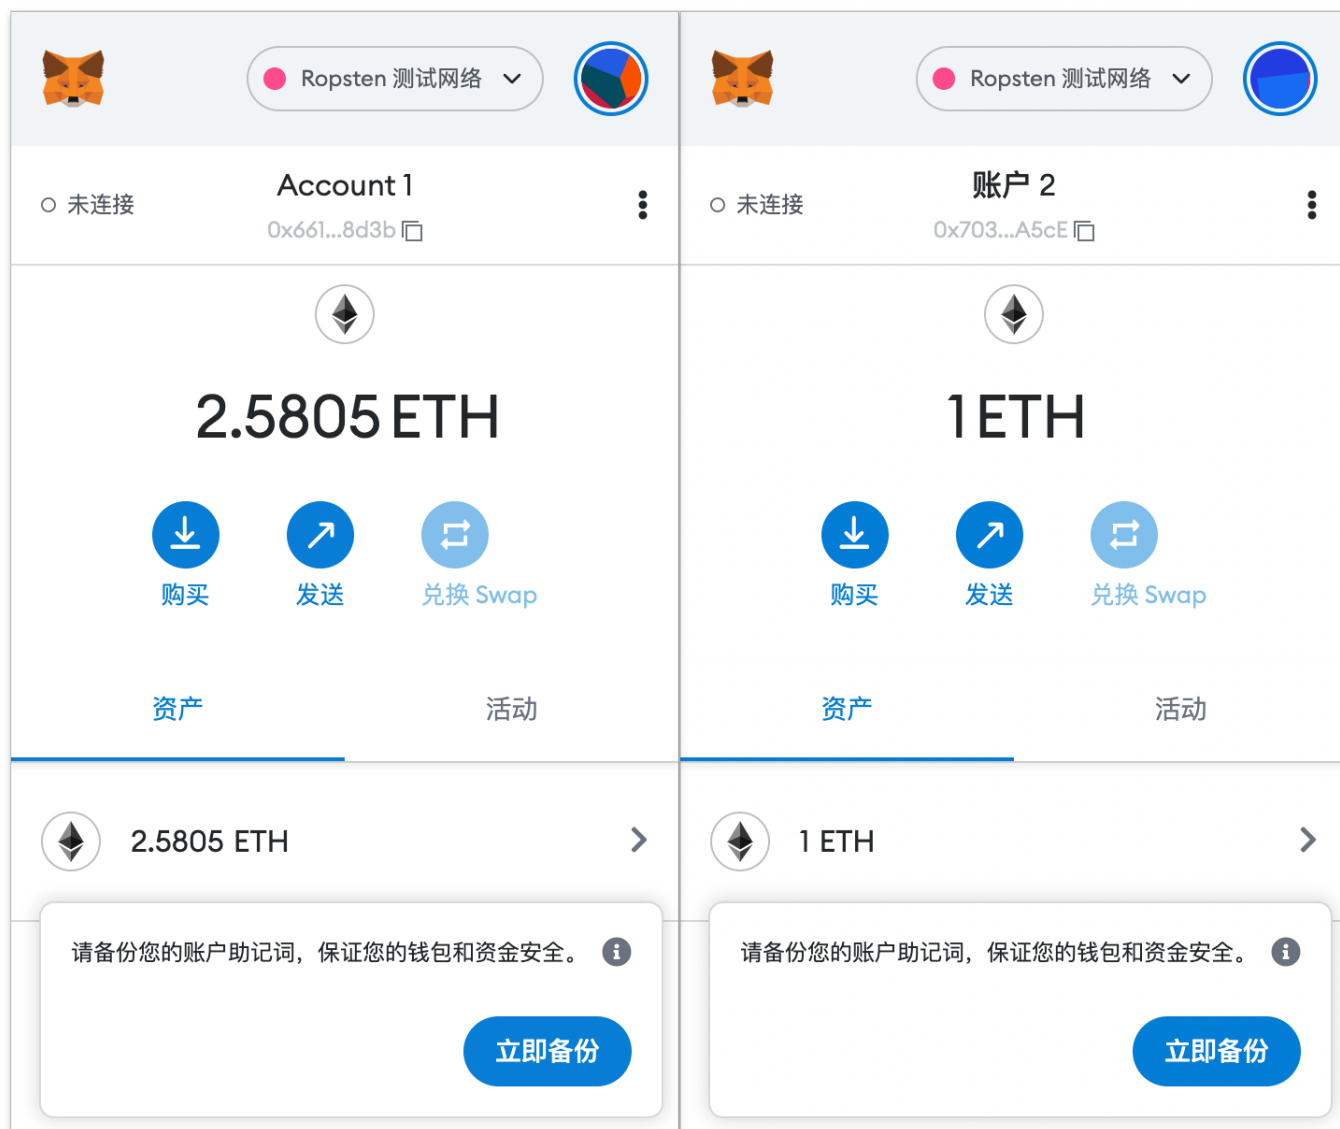 Ropsten 测试网络
未连接
Account 1
0x661...8d3b
2.5805 ETH
购买
发送
兑换 Swap
资产
活动
2.5805 ETH
请备份您的账户助记词，保证您的钱包和资金安全。
立即备份
Ropsten 测试网络
未连接
账户 2
0x703...A5cE
1 ETH
购买
发送
兑换 Swap
资产
活动
1 ETH
请备份您的账户助记词，保证您的钱包和资金安全。
立即备份